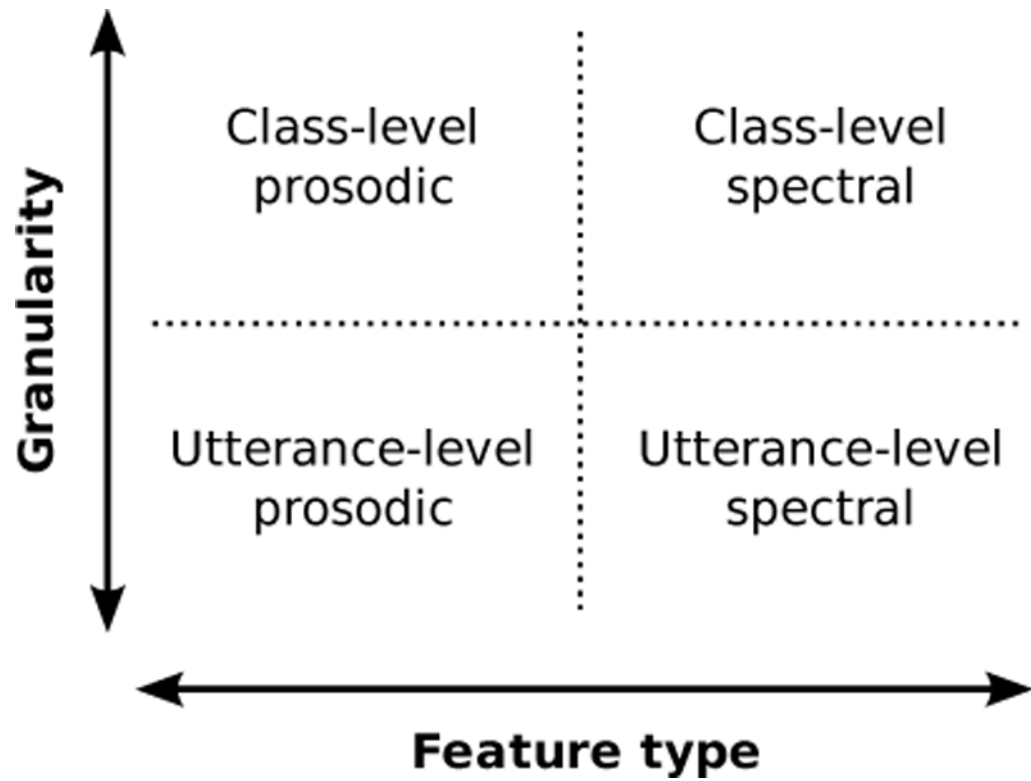 Class-level
prosodic
Class-level
spectral
Granularity
Utterance-level
prosodic
Utterance-level
spectral
Feature type